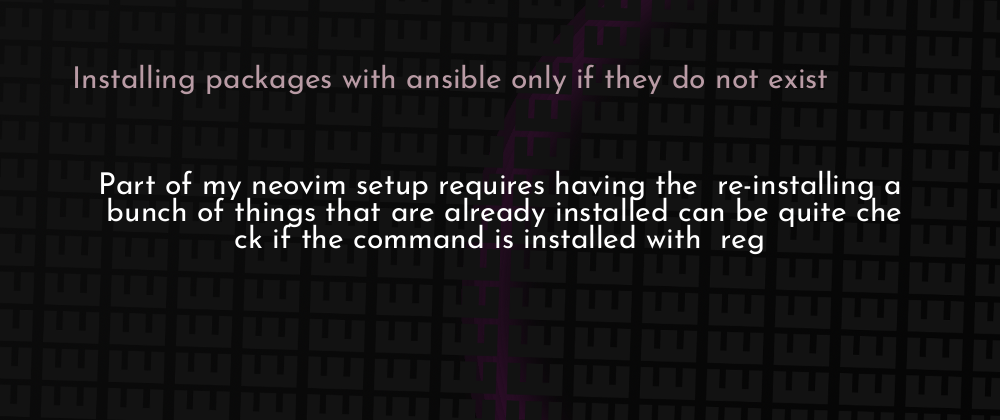 Installing packages with ansible only if they do not exist
Part of my neovim setup requires having the  re-installing a
bunch of things that are already installed can be quite che
ck if the command is installed with  reg